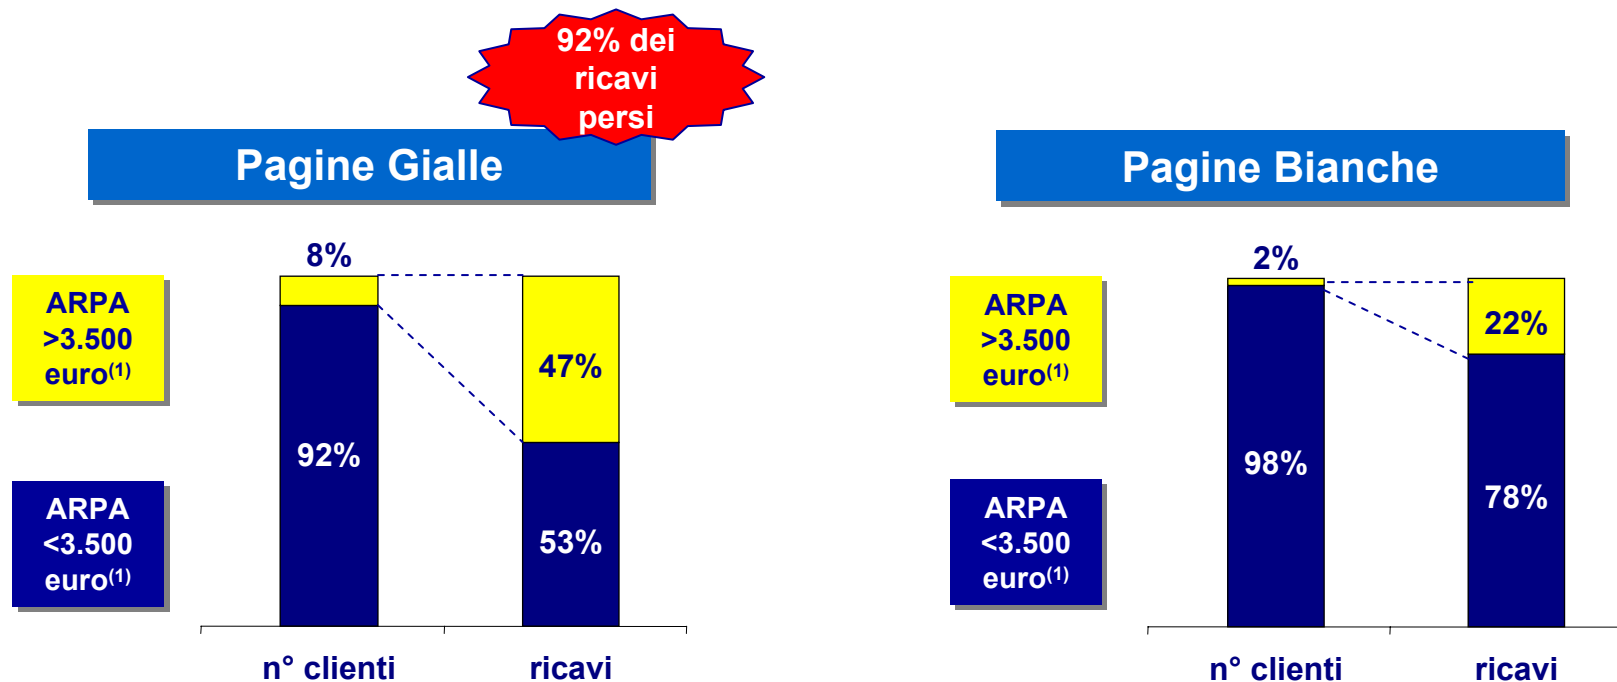 92% dei
ricavi
persi
Pagine Gialle
8%
ARPA
>3.500
euro(1)
47%
92%
ARPA
<3.500
euro(1)
53%
n° clienti
ricavi
Pagine Bianche
2%
ARPA
>3.500
euro(1)
22%
98%
ARPA
<3.500
euro(1)
78%
n° clienti
ricavi